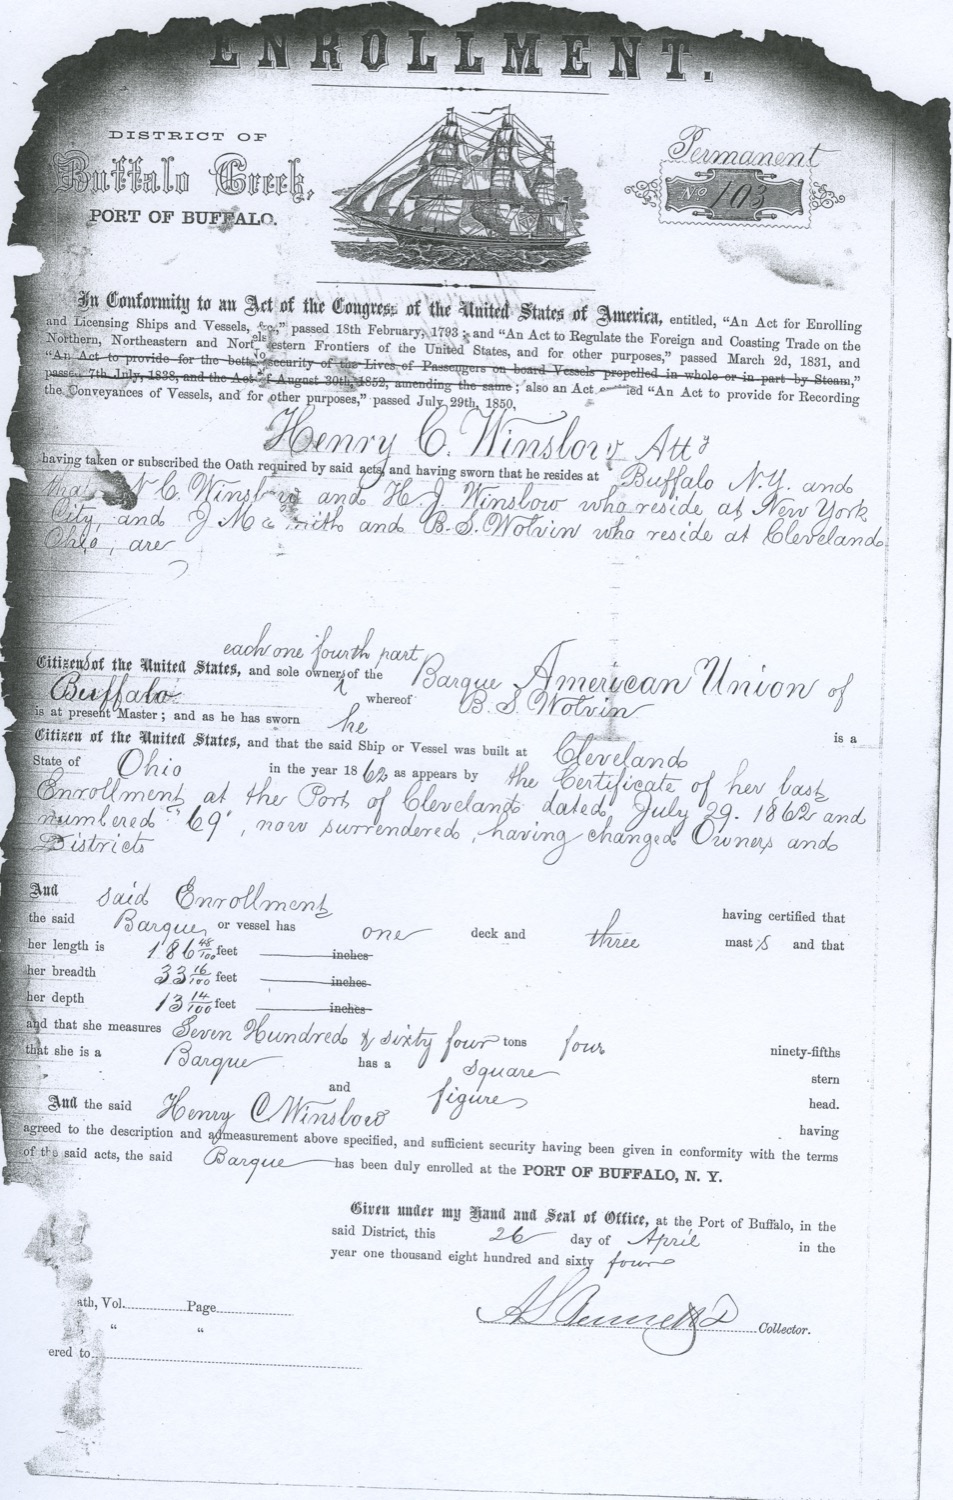 ENROLLMENT.
DISTRICT OF
Buffalo Creek,
PORT OF BUFFALO.
Permanent
No 103
In Conformity to an Act of the Congress of the United States of America, entitled, "An Act for Enrolling
and Licensing Ships and Vessels, &c.," passed 18th February, 1793; and "An Act to Regulate the Foreign and Coasting Trade on the
Northern, Northeastern and Northwestern Frontiers of the United States, and for other purposes," passed March 2d, 1831, and
"An Act to provide for the better security of the Lives of Passengers on board Vessels propelled in whole or in part by Steam,"
passed 7th July, 1838, and the Act of August 30th, 1852, amending the same; also an Act entitled "An Act to provide for Recording
the Conveyances of Vessels, and for other purposes," passed July 29th, 1850,
Henry C. Winslow Atty
having taken or subscribed the Oath required by said acts, and having sworn that he resides at Buffalo N.Y. and
that N C. Winslow and H J Winslow who reside at New York
City, and J M Smith and B. S. Wolvin who reside at Cleveland
Ohio, are
each one fourth part
Citizens of the United States, and sole owners of the Barque American Union of
Buffalo whereof B. S. Wolvin
is at present Master; and as he has sworn he is a
Citizen of the United States, and that the said Ship or Vessel was built at Cleveland
State of Ohio in the year 1862 as appears by the Certificate of her last
Enrollment at the Port of Cleveland dated July 29. 1862 and
numbered "69", now surrendered, having changed Owners and
Districts
And said Enrollment having certified that
the said Barque or vessel has one deck and three masts and that
her length is 186 48/100 feet inches
her breadth 33 16/100 feet inches
her depth 13 14/100 feet inches
and that she measures Seven Hundred & sixty four tons four ninety-fifths
that she is a Barque has a square stern
and figure head.
And the said Henry C Winslow having
agreed to the description and admeasurement above specified, and sufficient security having been given in conformity with the terms
of the said acts, the said Barque has been duly enrolled at the PORT OF BUFFALO, N. Y.
Given under my Hand and Seal of Office, at the Port of Buffalo, in the
said District, this 26 day of April in the
year one thousand eight hundred and sixty four
Collector.
ath, Vol. Page
" "
ered to